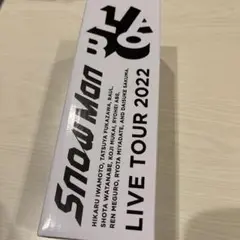 Snow Man
HIKARU IWAMOTO, TATSUYA FUKAZAWA, RAUL,
SHOTA WATANABE, KOJI MUKAI, RYOHEI ABE,
REN MEGURO, RYOTA MIYADATE, AND DAISUKE SAKUMA.
LIVE TOUR 2022